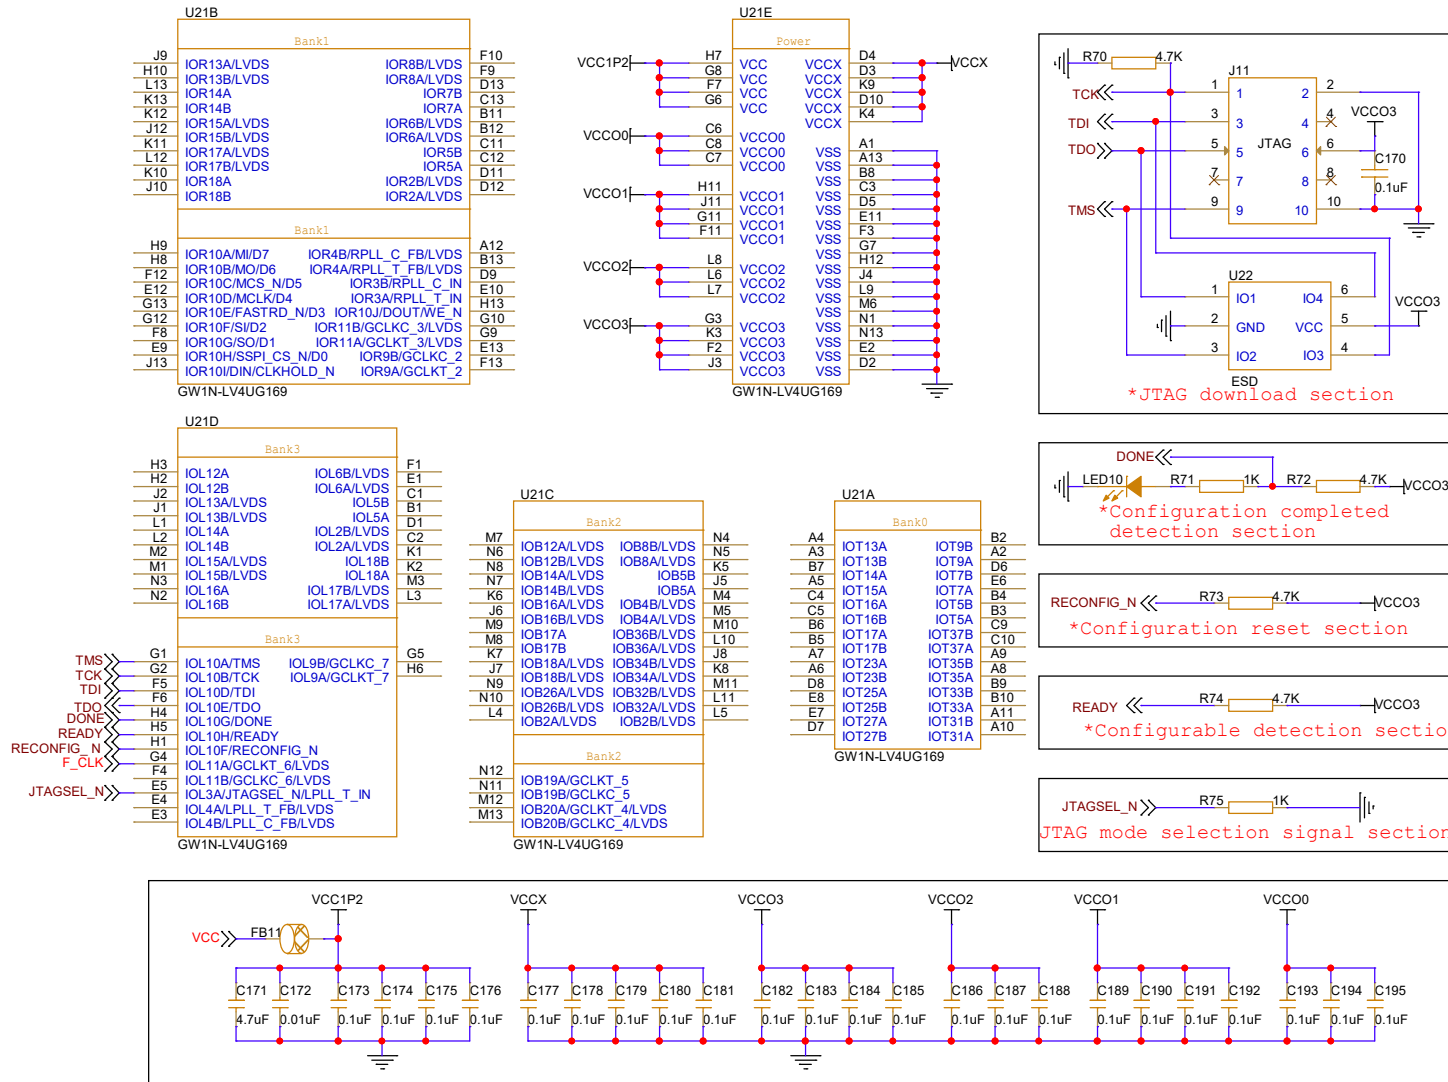 U21B
Bank1
J9 IOR13A/LVDS IOR8B/LVDS F10
H10 IOR13B/LVDS IOR8A/LVDS F9
L13 IOR14A IOR7B D13
K13 IOR14B IOR7A C13
K12 IOR15A/LVDS IOR6B/LVDS B11
J12 IOR15B/LVDS IOR6A/LVDS B12
K11 IOR17A/LVDS IOR5B C11
L12 IOR17B/LVDS IOR5A C12
K10 IOR18A IOR2B/LVDS D11
J10 IOR18B IOR2A/LVDS D12
Bank1
H9 IOR10A/MI/D7 IOR4B/RPLL_C_FB/LVDS A12
H8 IOR10B/MO/D6 IOR4A/RPLL_T_FB/LVDS B13
F12 IOR10C/MCS_N/D5 IOR3B/RPLL_C_IN D9
E12 IOR10D/MCLK/D4 IOR3A/RPLL_T_IN E10
G13 IOR10E/FASTRD_N/D3 IOR10J/DOUT/WE_N H13
G12 IOR10F/SI/D2 IOR11B/GCLKC_3/LVDS G10
F8 IOR10G/SO/D1 IOR11A/GCLKT_3/LVDS G9
E9 IOR10H/SSPI_CS_N/D0 IOR9B/GCLKC_2 E13
J13 IOR10I/DIN/CLKHOLD_N IOR9A/GCLKT_2 F13
GW1N-LV4UG169
U21E
Power
VCC1P2 H7 VCC VCCX D4 VCCX
G8 VCC VCCX D3
F7 VCC VCCX K9
G6 VCC VCCX D10
VCCX K4
VCCO0 C6 VCCO0
C8 VCCO0 VSS A1
C7 VCCO0 VSS A13
VSS B8
VCCO1 H11 VCCO1 VSS C3
J11 VCCO1 VSS D5
G11 VCCO1 VSS E11
F11 VCCO1 VSS F3
VSS G7
VCCO2 L8 VCCO2 VSS H12
L6 VCCO2 VSS J4
L7 VCCO2 VSS L9
VSS M6
VCCO3 G3 VCCO3 VSS N1
K3 VCCO3 VSS N13
F2 VCCO3 VSS E2
J3 VCCO3 VSS D2
GW1N-LV4UG169
R70 4.7K
J11
TCK 1 1 2 2
TDI 3 3 4 4 VCCO3
TDO 5 5 JTAG 6 6
7 7 8 8 C170 0.1uF
TMS 9 9 10 10
U22
1 IO1 IO4 6 VCCO3
2 GND VCC 5
3 IO2 IO3 4
ESD
*JTAG download section
DONE
LED10 R71 1K R72 4.7K VCCO3
*Configuration completed
detection section
RECONFIG_N R73 4.7K VCCO3
*Configuration reset section
READY R74 4.7K VCCO3
*Configurable detection sectio
JTAGSEL_N R75 1K
JTAG mode selection signal section
U21D
Bank3
H3 IOL12A IOL6B/LVDS F1
H2 IOL12B IOL6A/LVDS E1
J2 IOL13A/LVDS IOL5B C1
J1 IOL13B/LVDS IOL5A B1
L1 IOL14A IOL2B/LVDS D1
L2 IOL14B IOL2A/LVDS C2
M2 IOL15A/LVDS IOL18B K1
M1 IOL15B/LVDS IOL18A K2
N3 IOL16A IOL17B/LVDS M3
N2 IOL16B IOL17A/LVDS L3
Bank3
TMS G1 IOL10A/TMS IOL9B/GCLKC_7 G5
TCK G2 IOL10B/TCK IOL9A/GCLKT_7 H6
TDI F5 IOL10D/TDI
TDO F6 IOL10E/TDO
DONE H4 IOL10G/DONE
READY H5 IOL10H/READY
RECONFIG_N H1 IOL10F/RECONFIG_N
F_CLK G4 IOL11A/GCLKT_6/LVDS
F4 IOL11B/GCLKC_6/LVDS
JTAGSEL_N E5 IOL3A/JTAGSEL_N/LPLL_T_IN
E4 IOL4A/LPLL_T_FB/LVDS
E3 IOL4B/LPLL_C_FB/LVDS
GW1N-LV4UG169
U21C
Bank2
M7 IOB12A/LVDS IOB8B/LVDS N4
N6 IOB12B/LVDS IOB8A/LVDS N5
N8 IOB14A/LVDS IOB5B K5
N7 IOB14B/LVDS IOB5A J5
K6 IOB16A/LVDS IOB4B/LVDS M4
J6 IOB16B/LVDS IOB4A/LVDS M5
M9 IOB17A IOB36B/LVDS M10
M8 IOB17B IOB36A/LVDS L10
K7 IOB18A/LVDS IOB34B/LVDS J8
J7 IOB18B/LVDS IOB34A/LVDS K8
N9 IOB26A/LVDS IOB32B/LVDS M11
N10 IOB26B/LVDS IOB32A/LVDS L11
L4 IOB2A/LVDS IOB2B/LVDS L5
Bank2
N12 IOB19A/GCLKT_5
N11 IOB19B/GCLKC_5
M12 IOB20A/GCLKT_4/LVDS
M13 IOB20B/GCLKC_4/LVDS
GW1N-LV4UG169
U21A
Bank0
A4 IOT13A IOT9B B2
A3 IOT13B IOT9A A2
B7 IOT14A IOT7B D6
A5 IOT15A IOT7A E6
C4 IOT16A IOT5B B4
C5 IOT16B IOT5A B3
B6 IOT17A IOT37B C9
B5 IOT17B IOT37A C10
A7 IOT23A IOT35B A9
A6 IOT23B IOT35A A8
D8 IOT25A IOT33B B9
E8 IOT25B IOT33A B10
E7 IOT27A IOT31B A11
D7 IOT27B IOT31A A10
GW1N-LV4UG169
VCC1P2 VCCX VCCO3 VCCO2 VCCO1 VCCO0
VCC FB11
C171 C172 C173 C174 C175 C176 C177 C178 C179 C180 C181 C182 C183 C184 C185 C186 C187 C188 C189 C190 C191 C192 C193 C194 C195
4.7uF 0.01uF 0.1uF 0.1uF 0.1uF 0.1uF 0.1uF 0.1uF 0.1uF 0.1uF 0.1uF 0.1uF 0.1uF 0.1uF 0.1uF 0.1uF 0.1uF 0.1uF 0.1uF 0.1uF 0.1uF 0.1uF 0.1uF 0.1uF 0.1uF